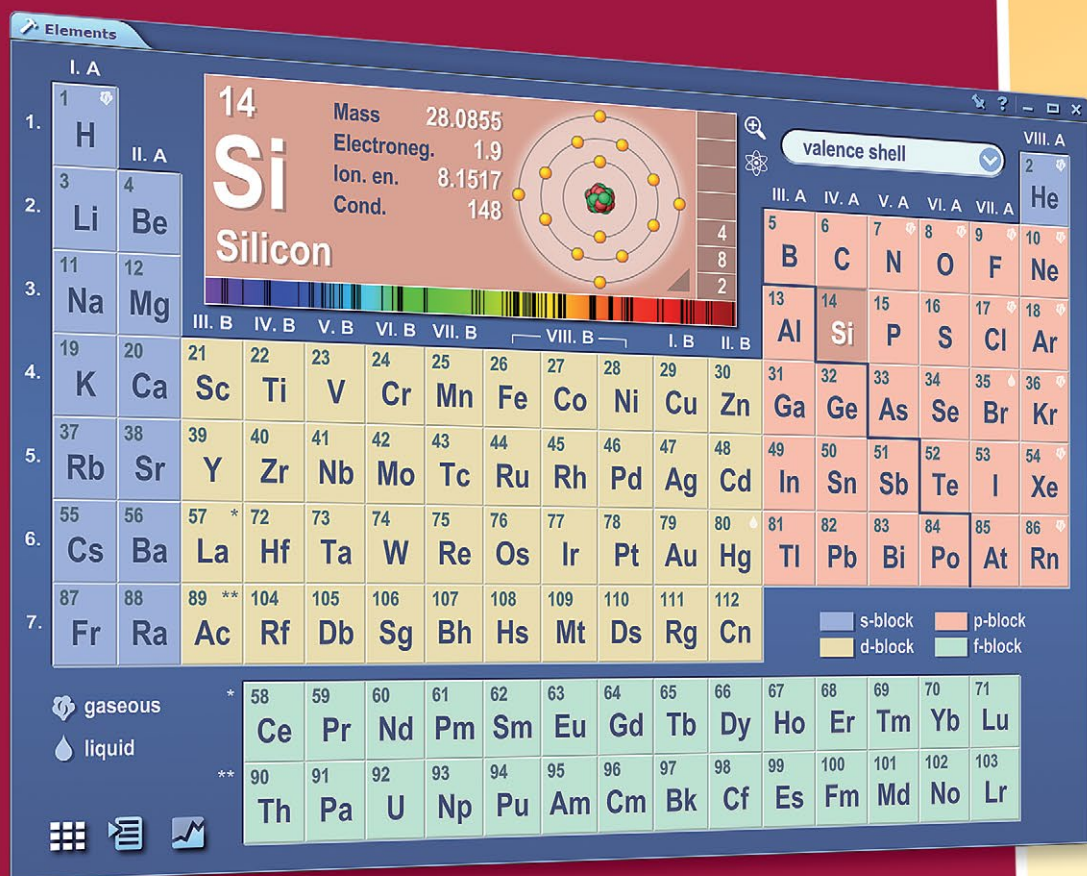 Elements
I. A
II. A
III. A IV. A V. A VI. A VII. A
VIII. A
14
Si
Silicon
Mass 28.0855
Electroneg. 1.9
Ion. en. 8.1517
Cond. 148
4
8
2
valence shell
?
III. B IV. B V. B VI. B VII. B VIII. B I. B II. B
1.
1 H
2 He
2.
3 Li
4 Be
5 B
6 C
7 N
8 O
9 F
10 Ne
3.
11 Na
12 Mg
13 Al
14 Si
15 P
16 S
17 Cl
18 Ar
4.
19 K
20 Ca
21 Sc
22 Ti
23 V
24 Cr
25 Mn
26 Fe
27 Co
28 Ni
29 Cu
30 Zn
31 Ga
32 Ge
33 As
34 Se
35 Br
36 Kr
5.
37 Rb
38 Sr
39 Y
40 Zr
41 Nb
42 Mo
43 Tc
44 Ru
45 Rh
46 Pd
47 Ag
48 Cd
49 In
50 Sn
51 Sb
52 Te
53 I
54 Xe
6.
55 Cs
56 Ba
57 * La
72 Hf
73 Ta
74 W
75 Re
76 Os
77 Ir
78 Pt
79 Au
80 Hg
81 Tl
82 Pb
83 Bi
84 Po
85 At
86 Rn
7.
87 Fr
88 Ra
89 ** Ac
104 Rf
105 Db
106 Sg
107 Bh
108 Hs
109 Mt
110 Ds
111 Rg
112 Cn
s-block p-block
d-block f-block
gaseous
liquid
*
58 Ce
59 Pr
60 Nd
61 Pm
62 Sm
63 Eu
64 Gd
65 Tb
66 Dy
67 Ho
68 Er
69 Tm
70 Yb
71 Lu
**
90 Th
91 Pa
92 U
93 Np
94 Pu
95 Am
96 Cm
97 Bk
98 Cf
99 Es
100 Fm
101 Md
102 No
103 Lr